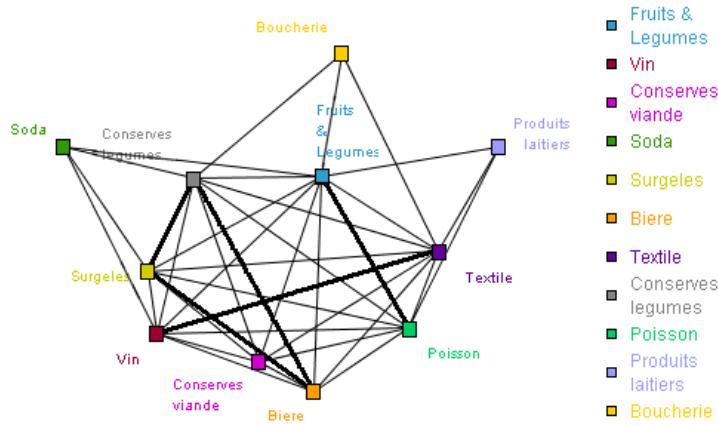 Boucherie
Fruits
&
Legumes
Soda
Conserves
legumes
Produits
laitiers
Surgeles
Textile
Vin
Poisson
Conserves
viande
Biere
Fruits &
Legumes
Vin
Conserves
viande
Soda
Surgeles
Biere
Textile
Conserves
legumes
Poisson
Produits
laitiers
Boucherie